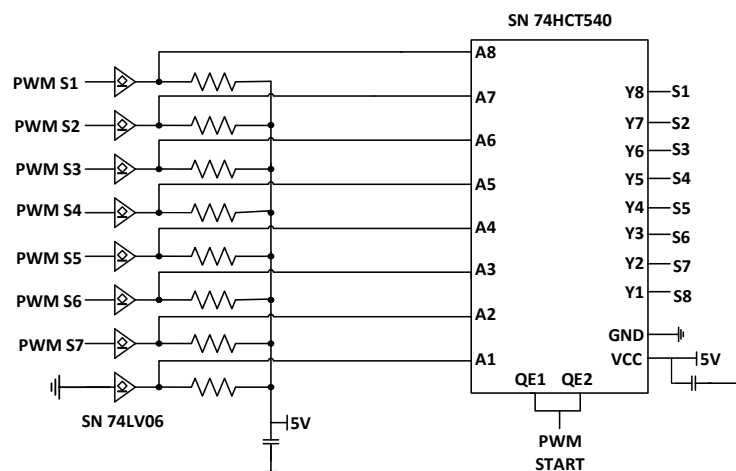 SN 74HCT540
PWM S1
PWM S2
PWM S3
PWM S4
PWM S5
PWM S6
PWM S7
SN 74LV06
5V
A8
A7
A6
A5
A4
A3
A2
A1
Y8 S1
Y7 S2
Y6 S3
Y5 S4
Y4 S5
Y3 S6
Y2 S7
Y1 S8
GND
VCC 5V
QE1 QE2
PWM
START